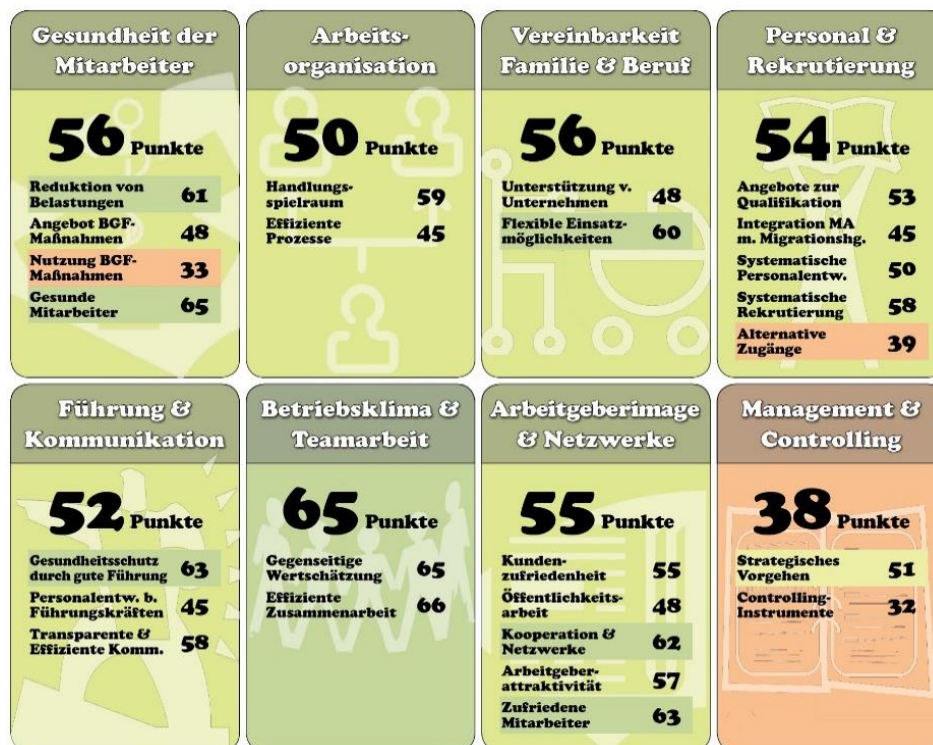 Gesundheit der
Mitarbeiter
56 Punkte
Reduktion von
Belastungen 61
Angebot BGF-
Maßnahmen 48
Nutzung BGF-
Maßnahmen 33
Gesunde
Mitarbeiter 65
Arbeits-
organisation
50 Punkte
Handlungs-
spielraum 59
Effiziente
Prozesse 45
Vereinbarkeit
Familie & Beruf
56 Punkte
Unterstützung v.
Unternehmen 48
Flexible Einsatz-
möglichkeiten 60
Personal &
Rekrutierung
54 Punkte
Angebote zur
Qualifikation 53
Integration MA
m. Migrationshg. 45
Systematische
Personalentw. 50
Systematische
Rekrutierung 58
Alternative
Zugänge 39
Führung &
Kommunikation
52 Punkte
Gesundheitsschutz
durch gute Führung 63
Personalentw. b.
Führungskräften 45
Transparente &
Effiziente Komm. 58
Betriebsklima &
Teamarbeit
65 Punkte
Gegenseitige
Wertschätzung 65
Effiziente
Zusammenarbeit 66
Arbeitgeberimage
& Netzwerke
55 Punkte
Kunden-
zufriedenheit 55
Öffentlichkeits-
arbeit 48
Kooperation &
Netzwerke 62
Arbeitgeber-
attraktivität 57
Zufriedene
Mitarbeiter 63
Management &
Controlling
38 Punkte
Strategisches
Vorgehen 51
Controlling-
Instrumente 32